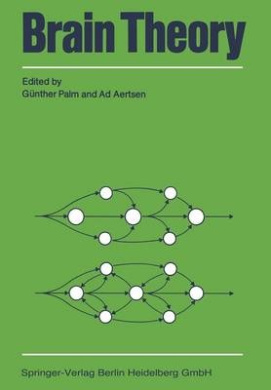 Brain Theory
Edited by
Günther Palm and Ad Aertsen
Springer-Verlag Berlin Heidelberg GmbH